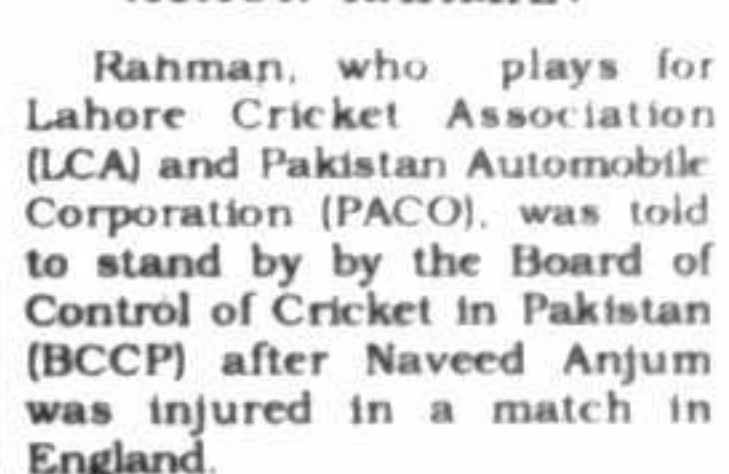 Rahman, who plays for
Lahore Cricket Association
(LCA) and Pakistan Automobile
Corporation (PACO), was told
to stand by by the Board of
Control of Cricket in Pakistan
(BCCP) after Naveed Anjum
was injured in a match in
England.